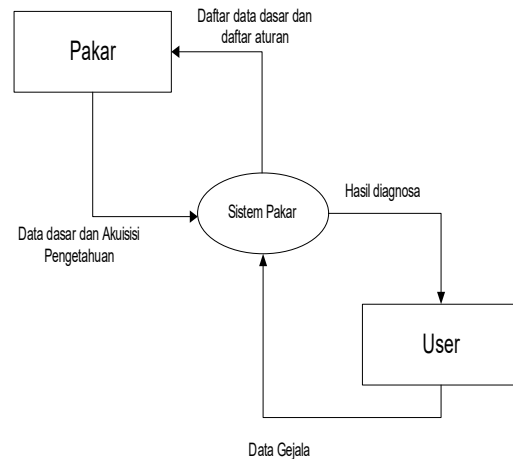 Daftar data dasar dan
daftar aturan
Pakar
Hasil diagnosa
Sistem Pakar
Data dasar dan Akuisisi
Pengetahuan
User
Data Gejala